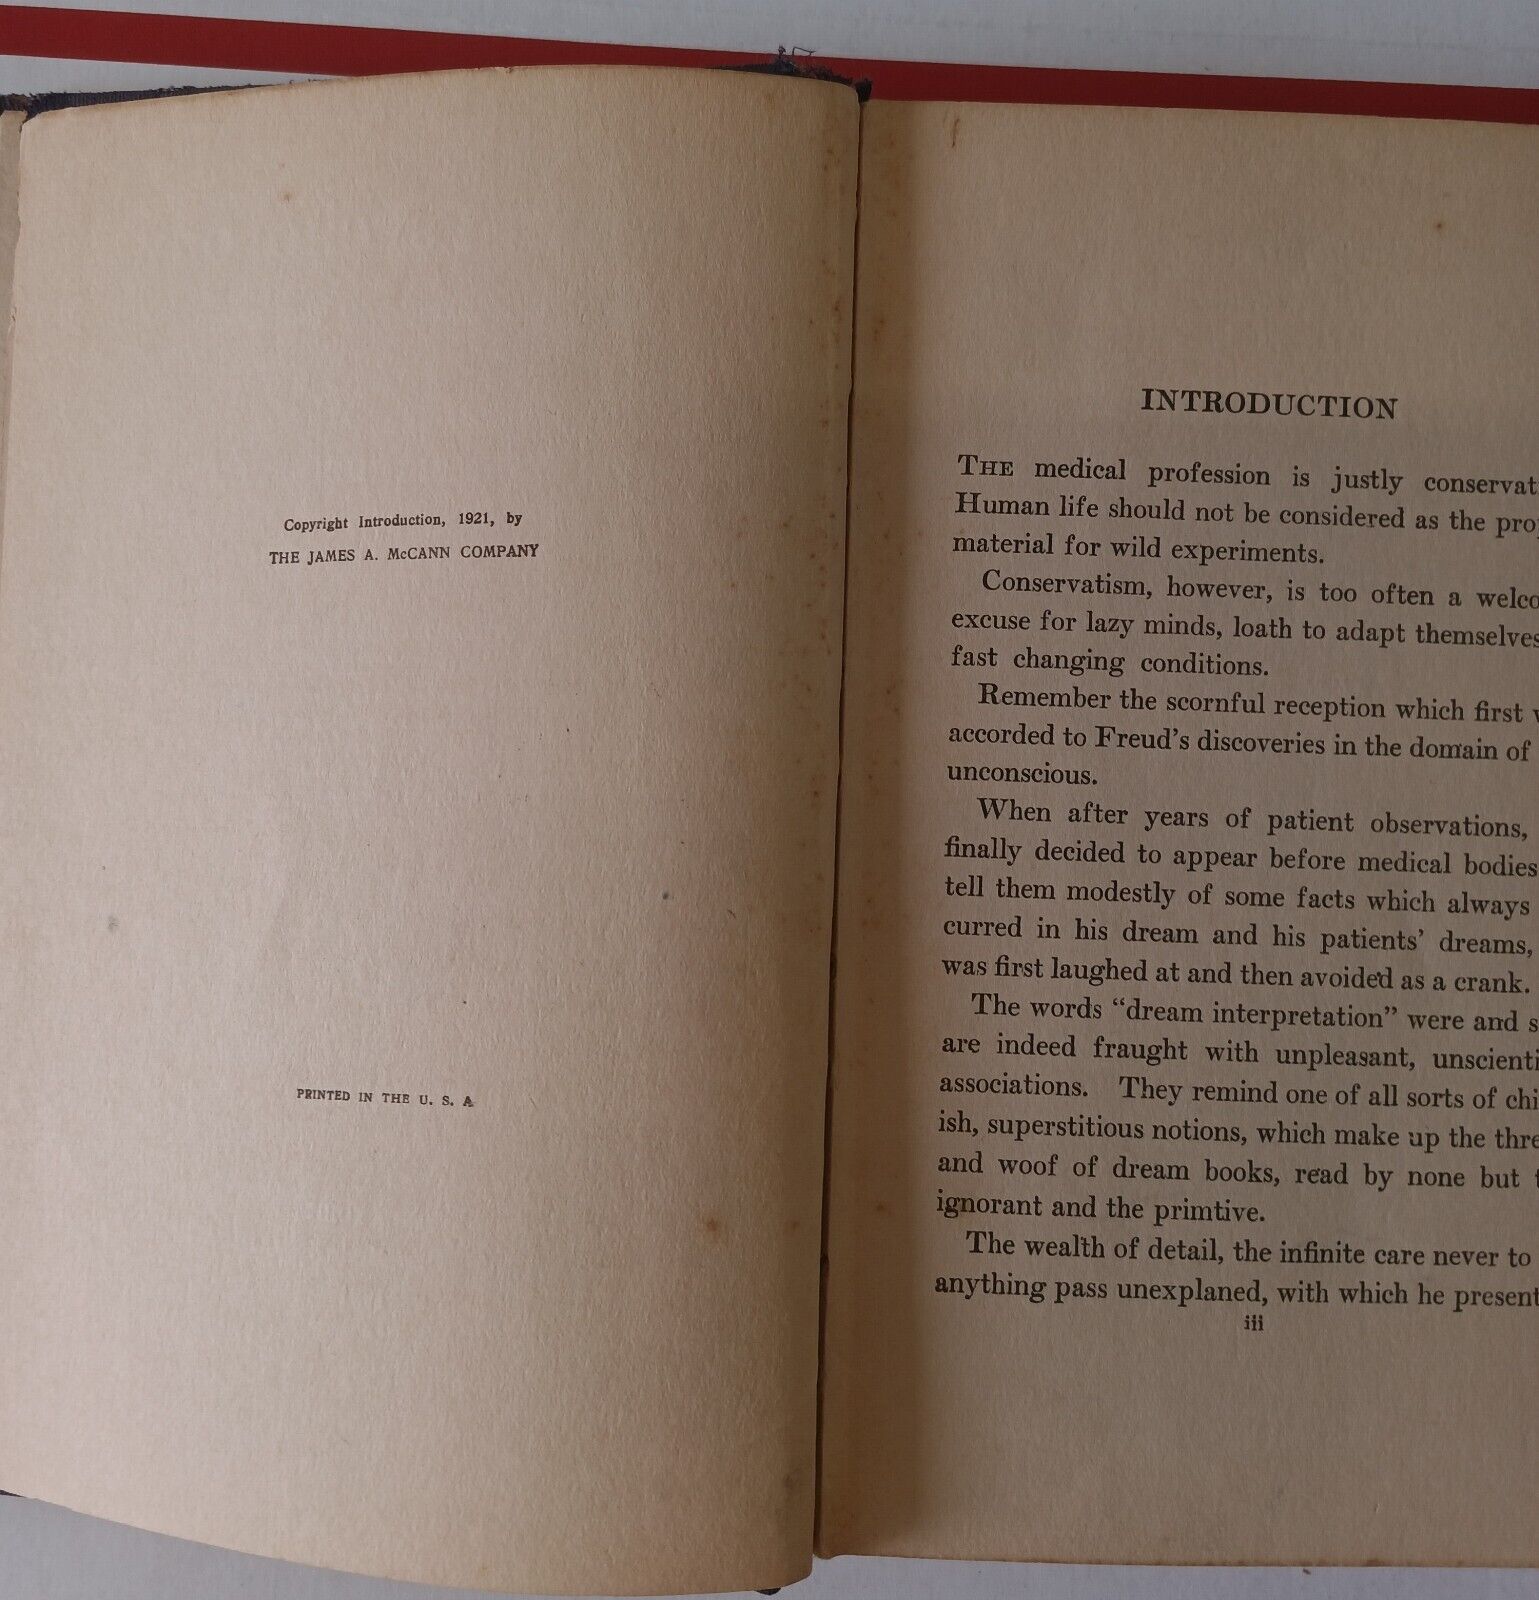 Copyright Introduction, 1921, by
THE JAMES A. McCANN COMPANY
PRINTED IN THE U. S. A
INTRODUCTION
THE medical profession is justly conservat
Human life should not be considered as the pro
material for wild experiments.
Conservatism, however, is too often a welco
excuse for lazy minds, loath to adapt themselves
fast changing conditions.
Remember the scornful reception which first w
accorded to Freud's discoveries in the domain of
unconscious.
When after years of patient observations,
finally decided to appear before medical bodies
tell them modestly of some facts which always
curred in his dream and his patients' dreams,
was first laughed at and then avoided as a crank.
The words "dream interpretation" were and s
are indeed fraught with unpleasant, unscienti
associations. They remind one of all sorts of chi
ish, superstitious notions, which make up the thre
and woof of dream books, read by none but t
ignorant and the primtive.
The wealth of detail, the infinite care never to
anything pass unexplaned, with which he present
iii